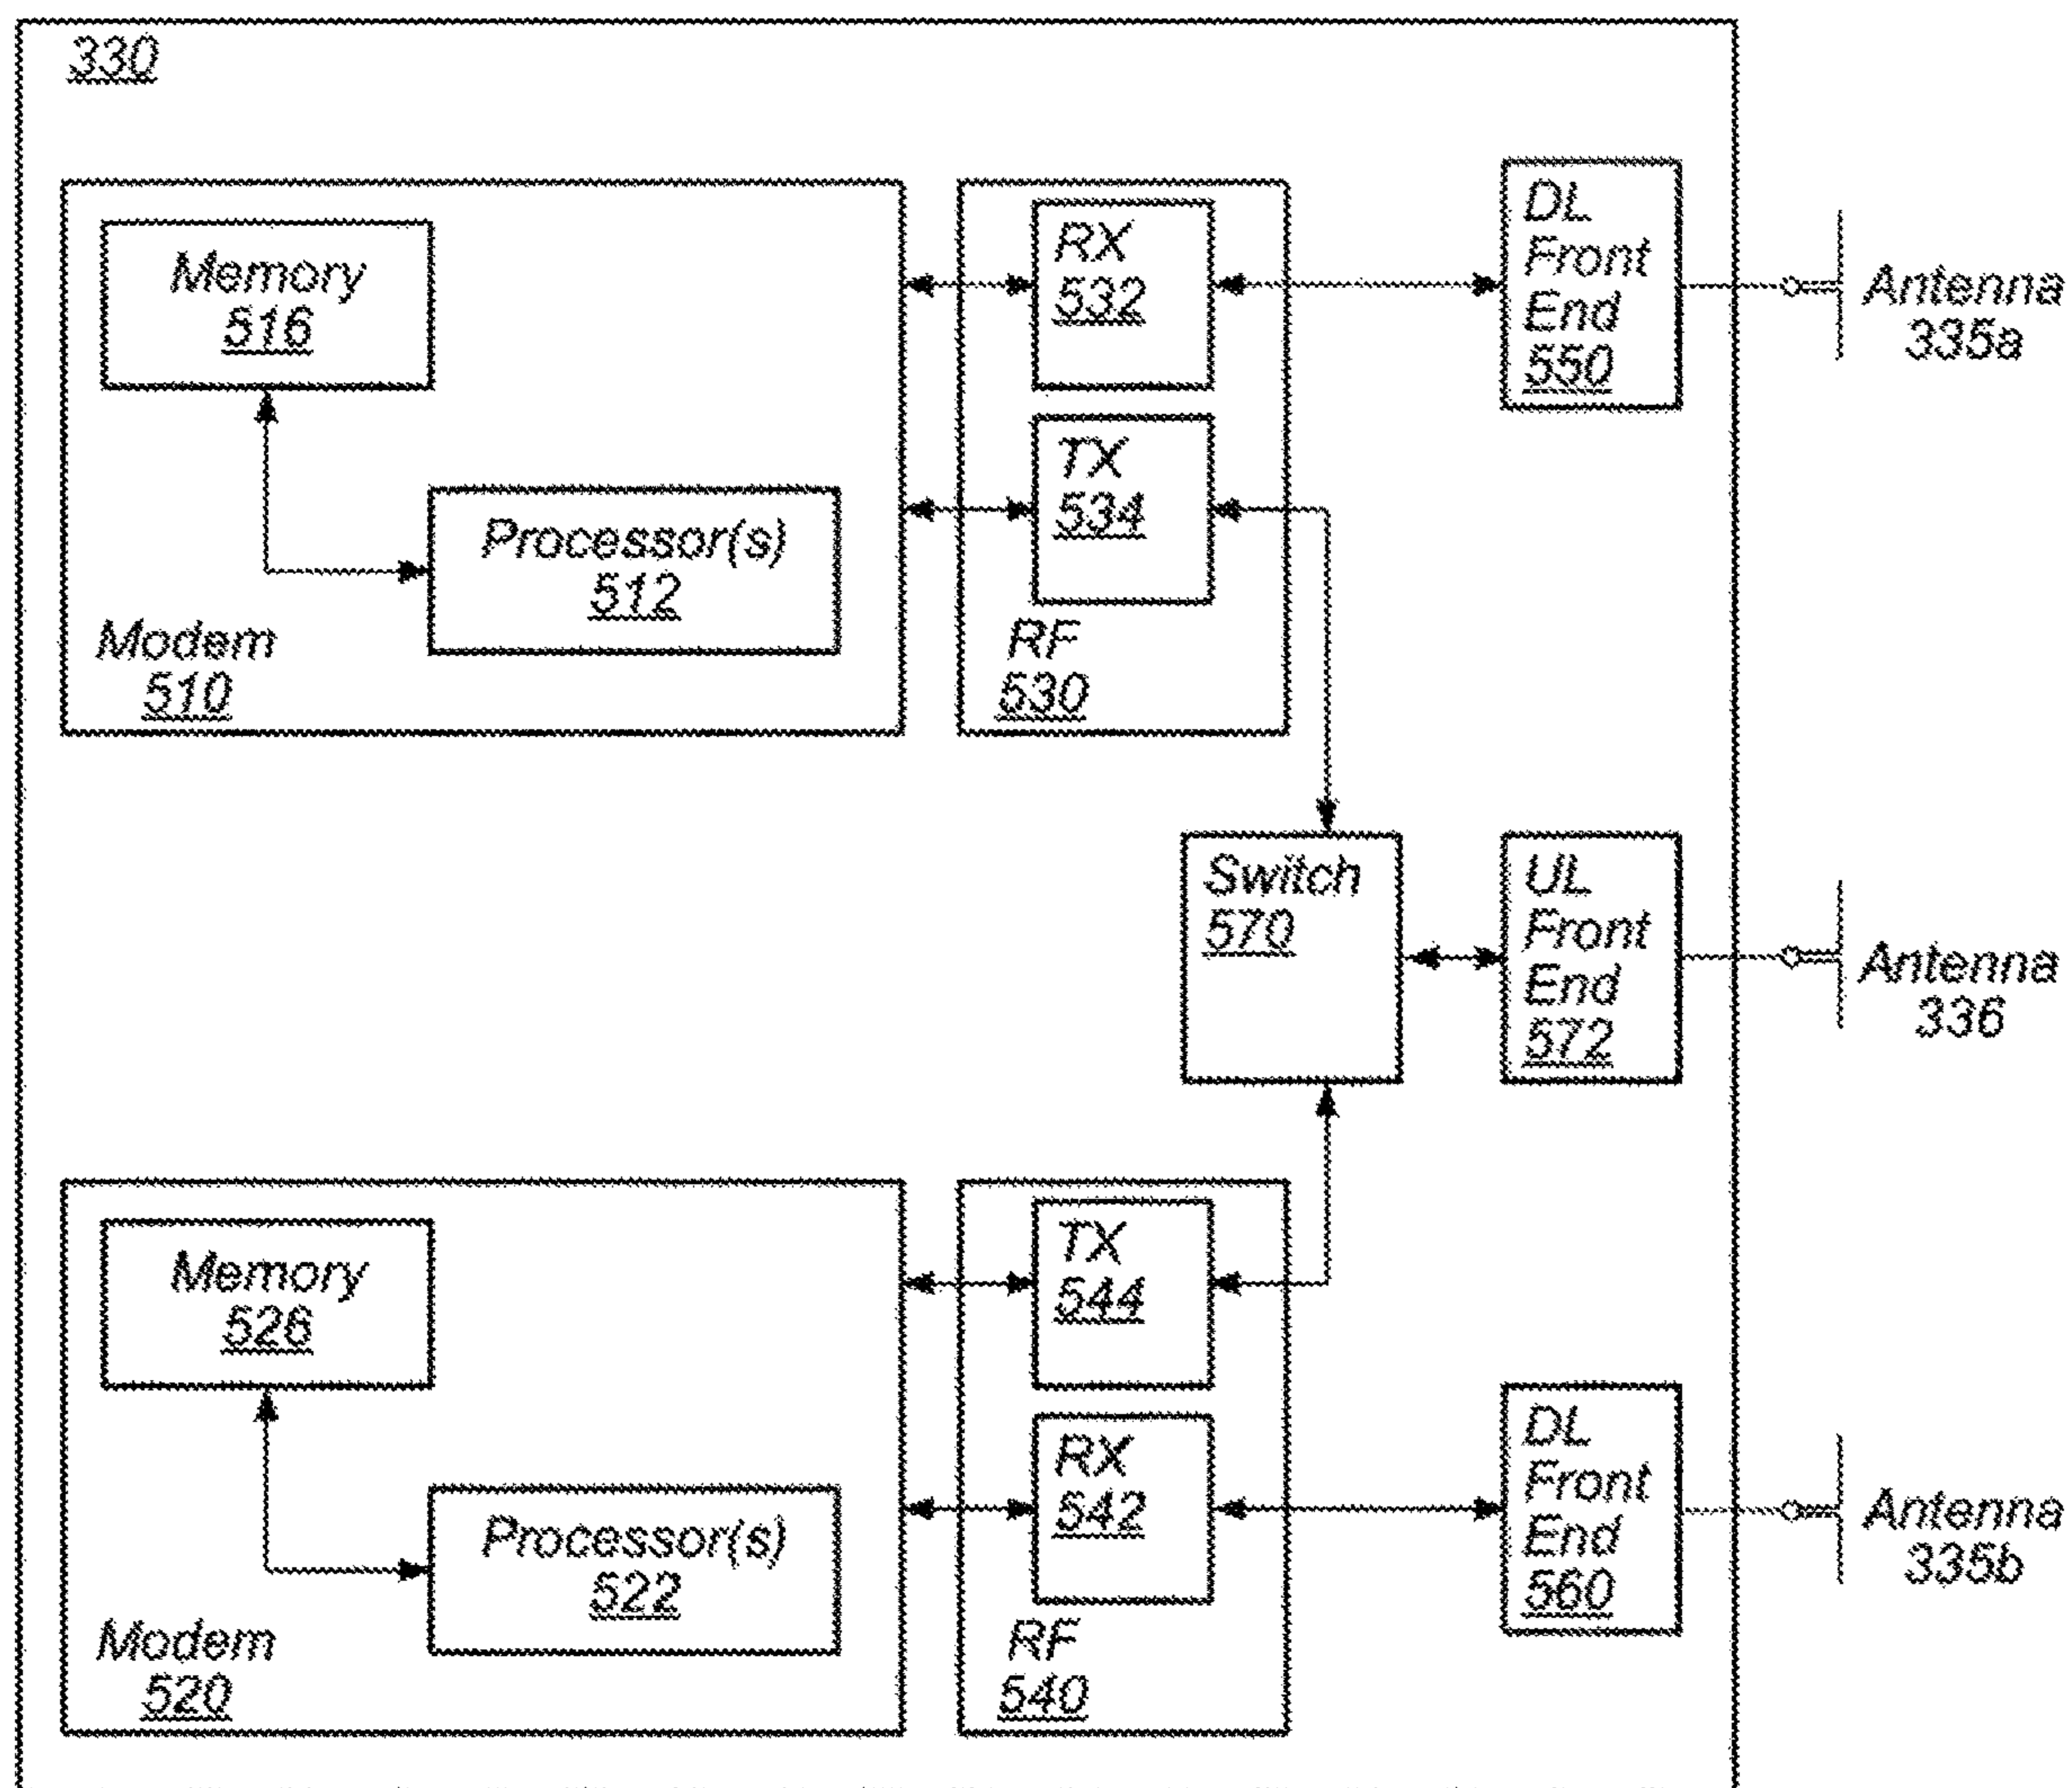 330
Memory
516
Processor(s)
512
Modem
510
RX
532
TX
534
RF
530
DL
Front
End
550
Antenna
335a
Switch
570
UL
Front
End
572
Antenna
336
Memory
526
Processor(s)
522
Modem
520
TX
544
RX
542
RF
540
DL
Front
End
560
Antenna
335b